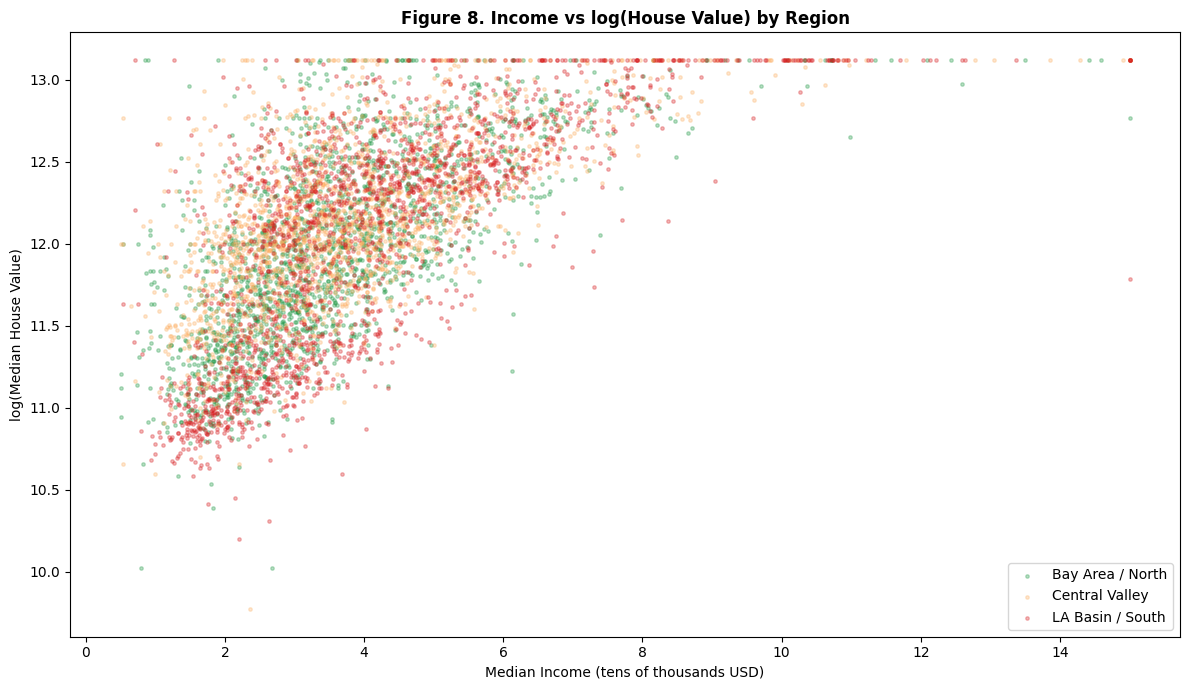 Figure 8. Income vs log(House Value) by Region
log(Median House Value)
13.0
12.5
12.0
11.5
11.0
10.5
10.0
0 2 4 6 8 10 12 14
Median Income (tens of thousands USD)
Bay Area / North
Central Valley
LA Basin / South